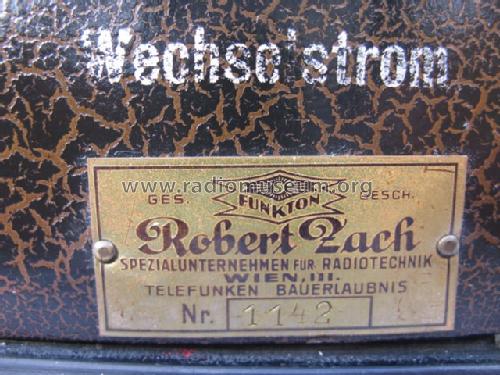 Wechselstrom
www.radiomuseum.org
GES. FUNKTON GESCH.
Robert Zach
SPEZIALUNTERNEHMEN FÜR RADIOTECHNIK
WIEN, III.
TELEFUNKEN BAUERLAUBNIS
Nr. 1142